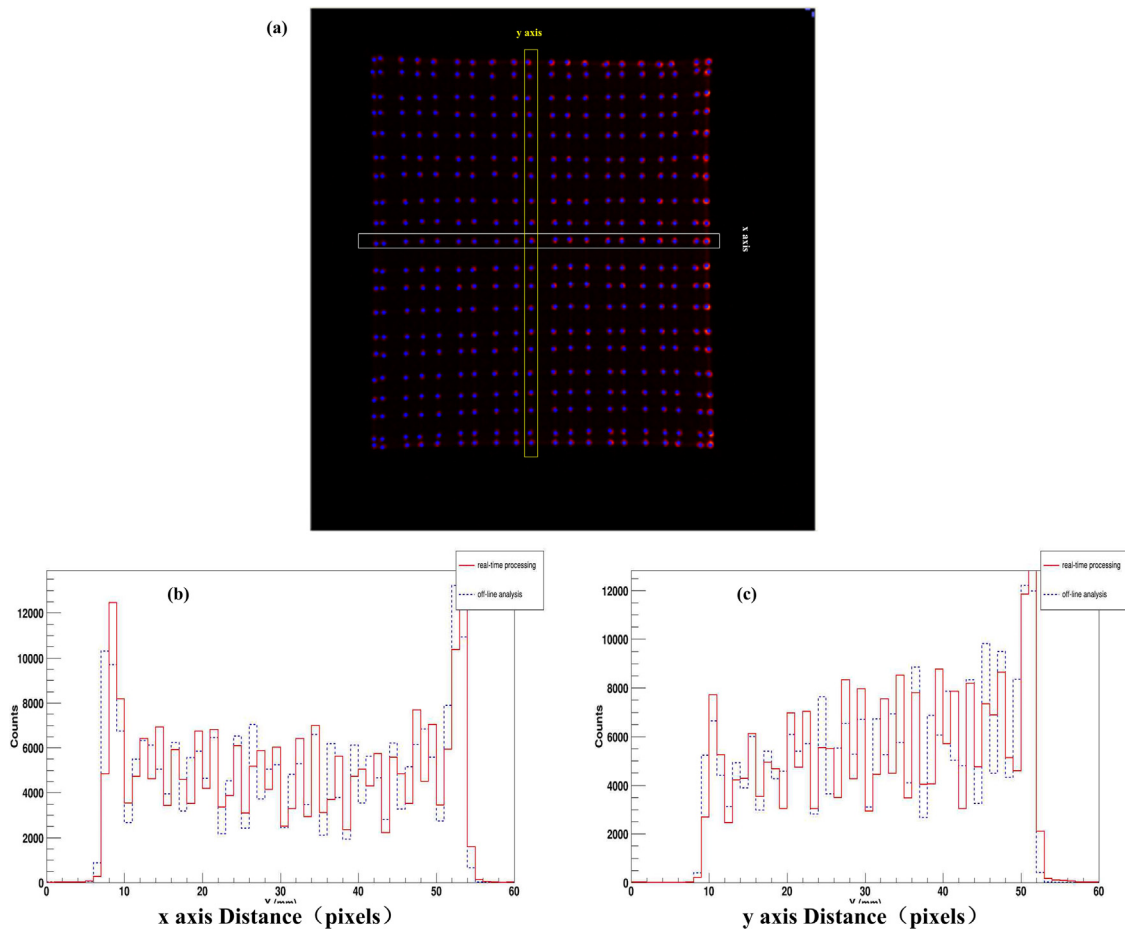 (a)
y axis
x axis
(b)
real-time processing
off-line analysis
12000
10000
8000
6000
4000
2000
0
Counts
0 10 20 30 40 50 60
x axis Distance（pixels）
(c)
real-time processing
off-line analysis
12000
10000
8000
6000
4000
2000
0
Counts
0 10 20 30 40 50 60
y axis Distance（pixels）